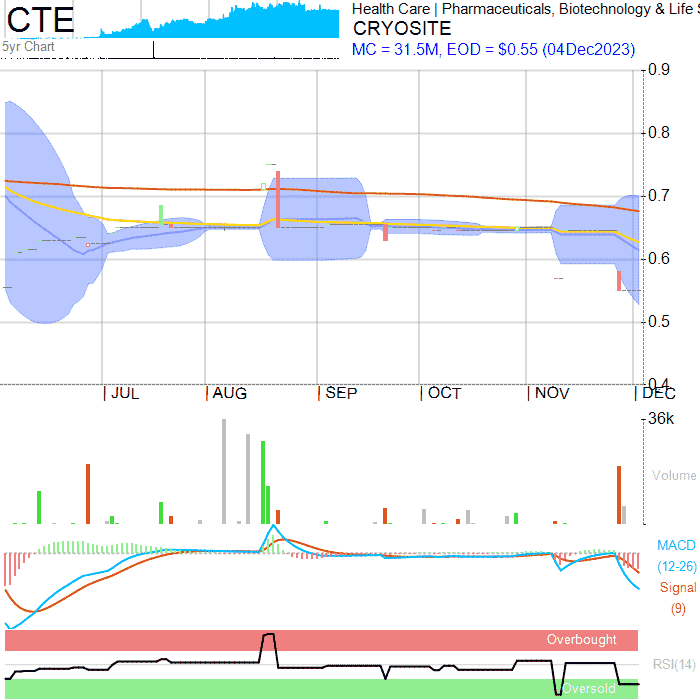 CTE
Health Care | Pharmaceuticals, Biotechnology & Life S
CRYOSITE
5yr Chart
MC = 31.5M, EOD = $0.55 (04Dec2023)
0.9
0.8
0.7
0.6
0.5
0.4
JUL AUG SEP OCT NOV DEC
36k
Volume
MACD
(12-26)
Signal
(9)
Overbought
RSI(14)
Oversold